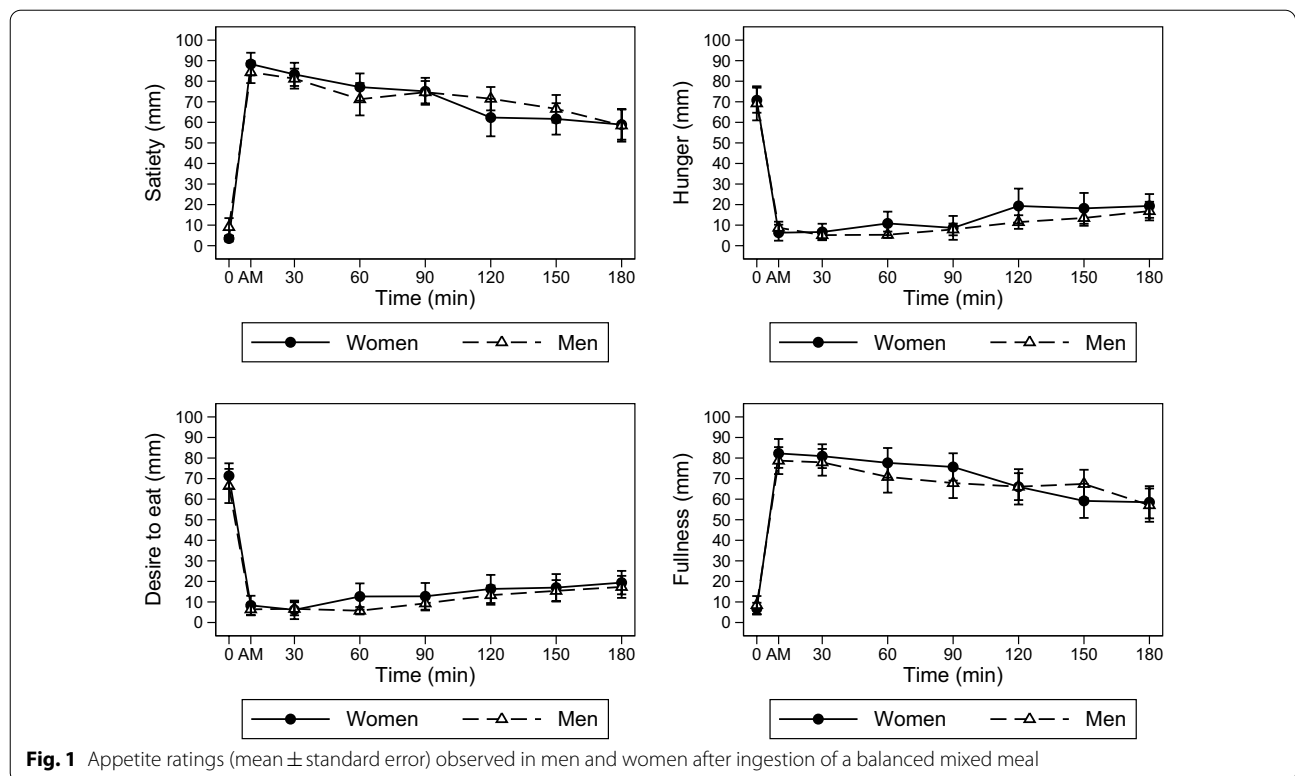 100
90
80
70
60
50
40
30
20
10
0
Satiety (mm)
0 AM 30 60 90 120 150 180
Time (min)
Women Men
100
90
80
70
60
50
40
30
20
10
0
Hunger (mm)
0 AM 30 60 90 120 150 180
Time (min)
Women Men
100
90
80
70
60
50
40
30
20
10
0
Desire to eat (mm)
0 AM 30 60 90 120 150 180
Time (min)
Women Men
100
90
80
70
60
50
40
30
20
10
0
Fullness (mm)
0 AM 30 60 90 120 150 180
Time (min)
Women Men
Fig. 1 Appetite ratings (mean ± standard error) observed in men and women after ingestion of a balanced mixed meal